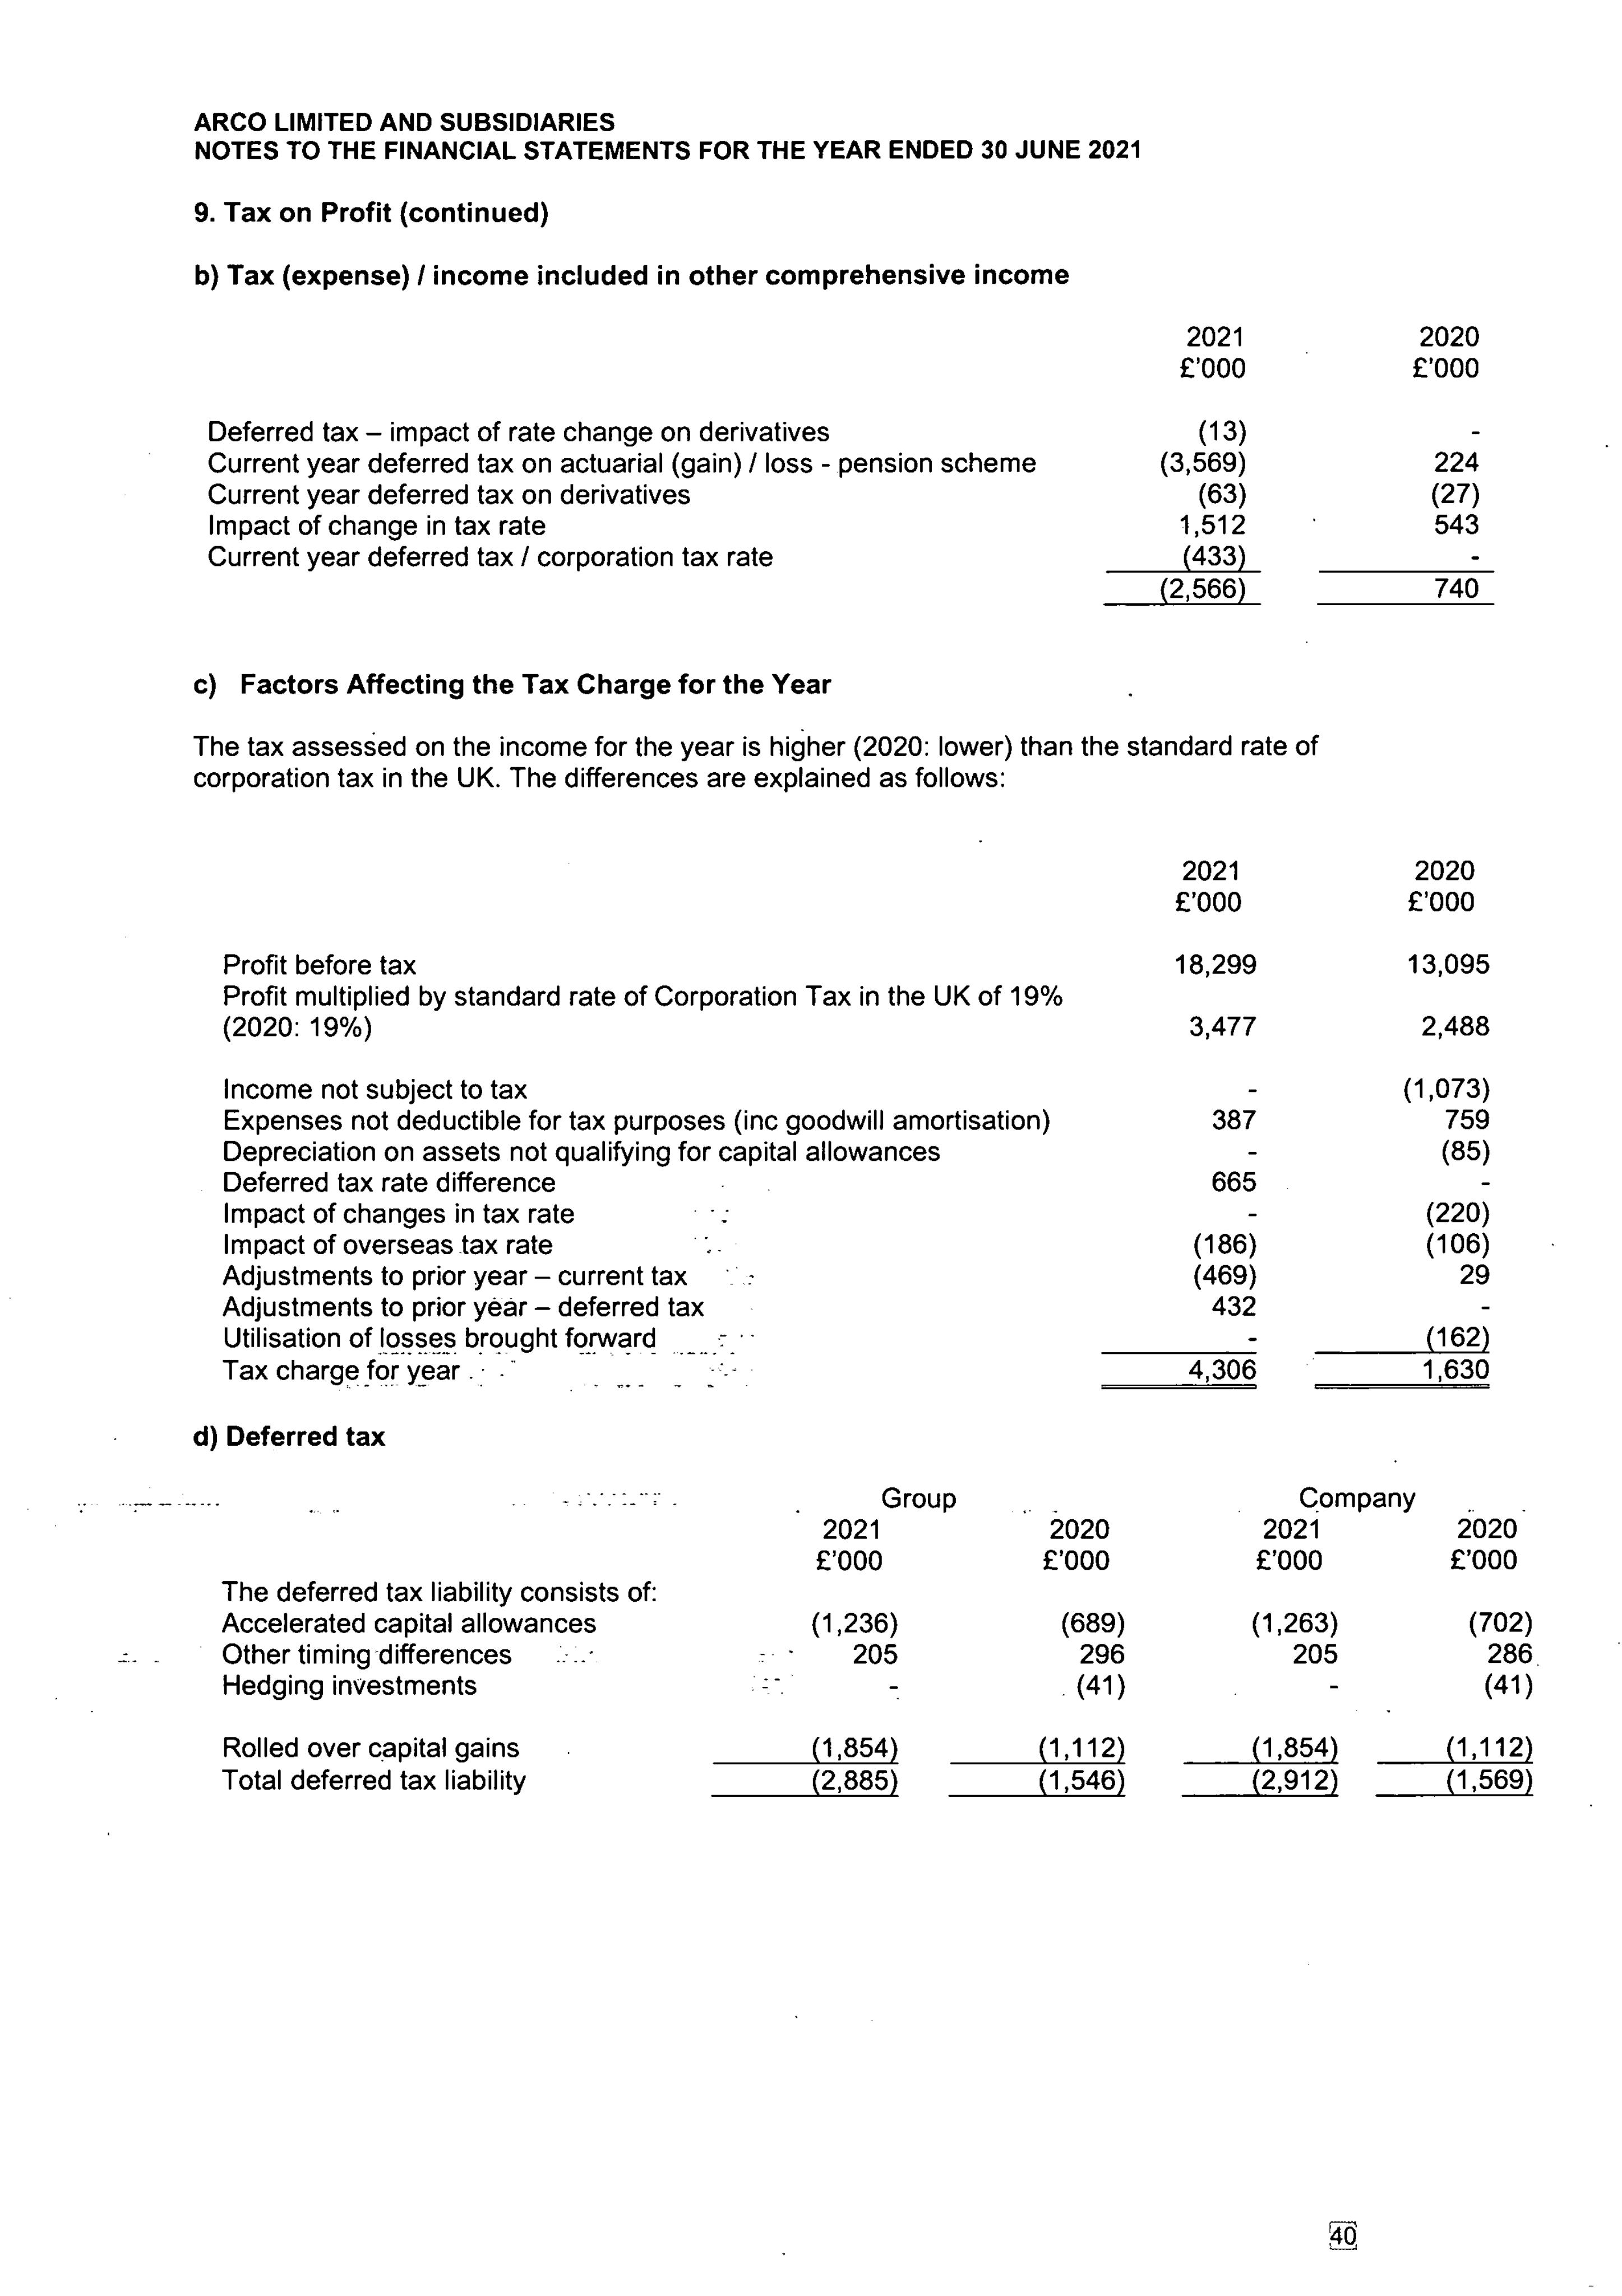 ARCO LIMITED AND SUBSIDIARIES
NOTES TO THE FINANCIAL STATEMENTS FOR THE YEAR ENDED 30 JUNE 2021
9. Tax on Profit (continued)
b) Tax (expense) / income included in other comprehensive income
2021 2020
£'000 £'000
Deferred tax – impact of rate change on derivatives (13) -
Current year deferred tax on actuarial (gain) / loss - pension scheme (3,569) 224
Current year deferred tax on derivatives (63) (27)
Impact of change in tax rate 1,512 543
Current year deferred tax / corporation tax rate (433) -
(2,566) 740
c) Factors Affecting the Tax Charge for the Year
The tax assessed on the income for the year is higher (2020: lower) than the standard rate of
corporation tax in the UK. The differences are explained as follows:
2021 2020
£'000 £'000
Profit before tax 18,299 13,095
Profit multiplied by standard rate of Corporation Tax in the UK of 19%
(2020: 19%) 3,477 2,488
Income not subject to tax - (1,073)
Expenses not deductible for tax purposes (inc goodwill amortisation) 387 759
Depreciation on assets not qualifying for capital allowances - (85)
Deferred tax rate difference 665 -
Impact of changes in tax rate - (220)
Impact of overseas tax rate (186) (106)
Adjustments to prior year – current tax (469) 29
Adjustments to prior year – deferred tax 432 -
Utilisation of losses brought forward - (162)
Tax charge for year 4,306 1,630
d) Deferred tax
Group Company
2021 2020 2021 2020
£'000 £'000 £'000 £'000
The deferred tax liability consists of:
Accelerated capital allowances (1,236) (689) (1,263) (702)
Other timing differences 205 296 205 286
Hedging investments - (41) - (41)
Rolled over capital gains (1,854) (1,112) (1,854) (1,112)
Total deferred tax liability (2,885) (1,546) (2,912) (1,569)
40